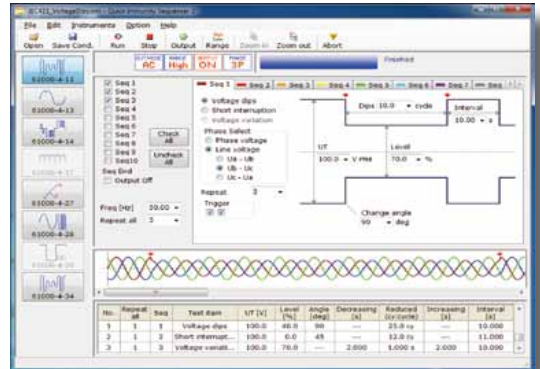 IEC411_VoltageDips.xml - Quick Immunity Sequencer 2
File Edit Instruments Option Help
Open Save Cond. Run Stop Output Range Zoom in Zoom out Abort
AC High ON 3P
Finished
61000-4-11
61000-4-13
61000-4-14
61000-4-17
61000-4-27
61000-4-28
61000-4-34
Seq 1
Seq 2
Seq 3
Seq 4
Seq 5
Seq 6
Seq 7
Seq 8
Seq 9
Seq10
Check All
Uncheck All
Seq End
Output Off
Freq [Hz] 50.00
Repeat all 3
Seq 1 Seq 2 Seq 3 Seq 4 Seq 5 Seq 6 Seq 7 Seq
Voltage dips
Short interruption
Voltage variation
Phase Select
Phase voltage
Line voltage
Ua - Ub
Ub - Uc
Uc - Ua
Repeat 3
Trigger
Dips 10.0 cycle
Interval
10.00 s
UT
100.0 V rms
Level
70.0 %
Change angle
90 deg
No. Repeat all Seq Test item UT [V] Level [%] Angle [deg] Decreasing [s] Reduced (cy:cycle) Increasing [s] Interval [s]
1 1 1 Voltage dips 100.0 40.0 90 --- 25.0 cy --- 10.000
2 1 2 Short interrupt... 100.0 0.0 45 --- 12.0 cy --- 11.000
3 1 3 Voltage variati... 100.0 70.0 --- 2.000 1.000 s 2.000 10.000